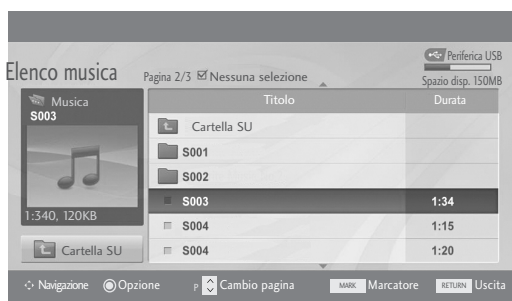 Periferica USB
Elenco musica
Pagina 2/3
Nessuna selezione
Spazio disp. 150MB
Musica
S003
1:340, 120KB
Cartella SU
Titolo
Durata
Cartella SU
S001
S002
S003 1:34
S004 1:15
S004 1:20
Navigazione
Opzione
P Cambio pagina
MARK Marcatore
RETURN Uscita